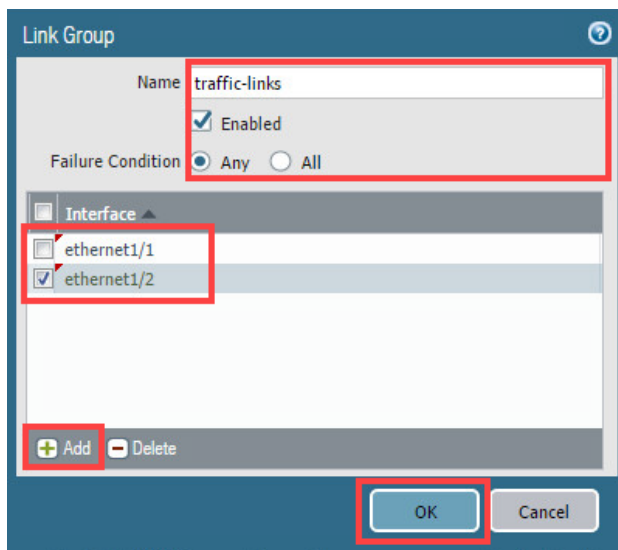 Link Group
Name traffic-links
Enabled
Failure Condition Any All
Interface
ethernet1/1
ethernet1/2
Add Delete
OK Cancel